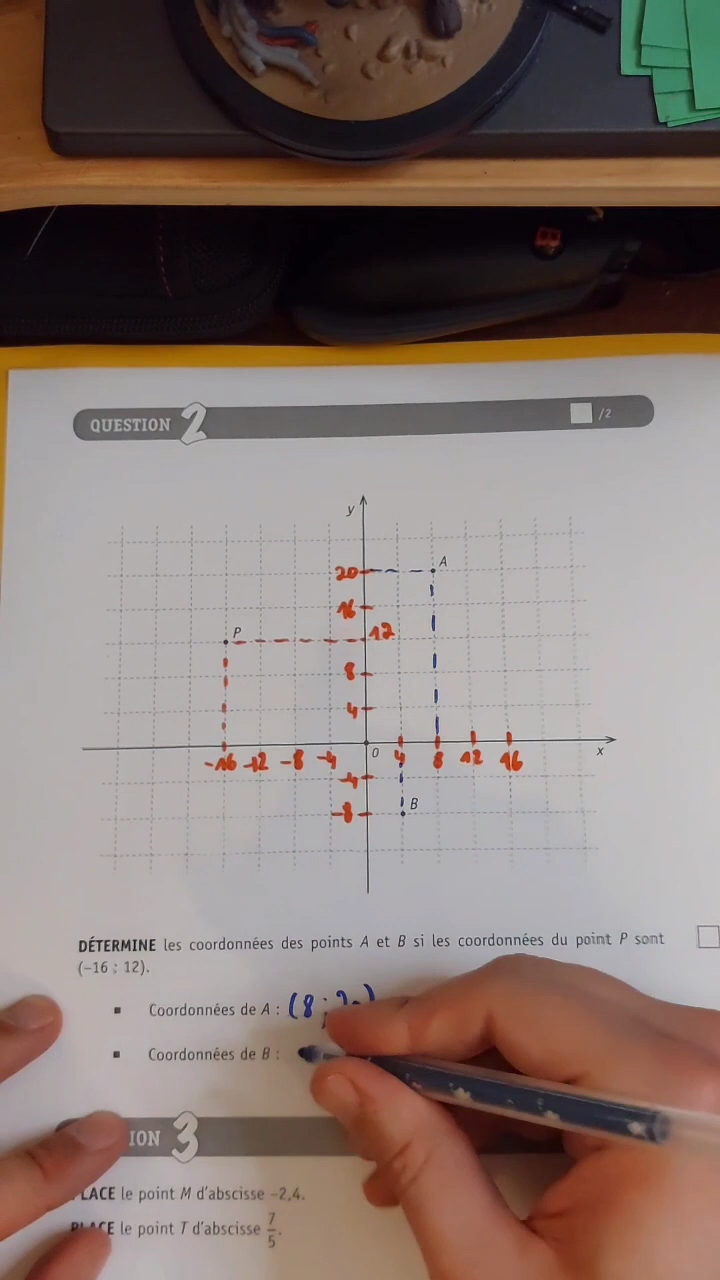 QUESTION 2 /2
y
20 A
16
P 12
8
4
-16 -12 -8 -4 0 4 8 12 16 x
-4
-8 B
DÉTERMINE les coordonnées des points A et B si les coordonnées du point P sont
(–16 ; 12).
▪ Coordonnées de A : (8 ;
▪ Coordonnées de B :
ION 3
LACE le point M d'abscisse –2,4.
PLACE le point T d'abscisse 7/5.